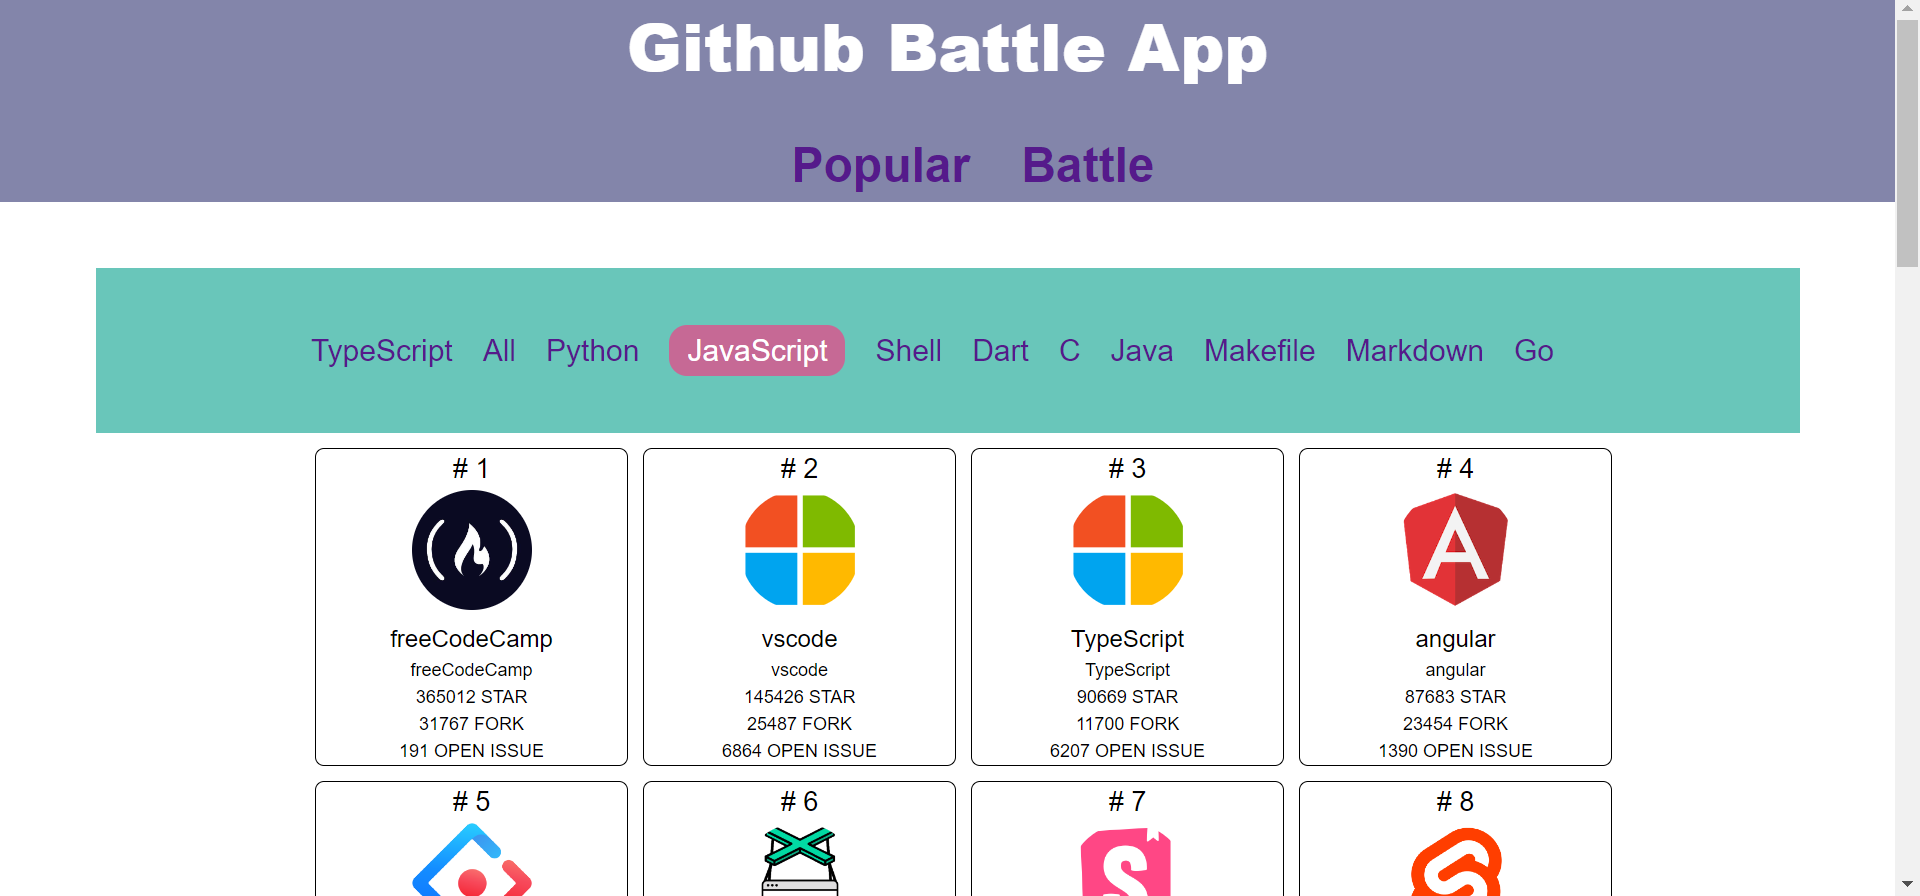 Github Battle App
Popular Battle
TypeScript All Python JavaScript Shell Dart C Java Makefile Markdown Go
# 1
freeCodeCamp
freeCodeCamp
365012 STAR
31767 FORK
191 OPEN ISSUE
# 2
vscode
vscode
145426 STAR
25487 FORK
6864 OPEN ISSUE
# 3
TypeScript
TypeScript
90669 STAR
11700 FORK
6207 OPEN ISSUE
# 4
angular
angular
87683 STAR
23454 FORK
1390 OPEN ISSUE
# 5
# 6
# 7
# 8